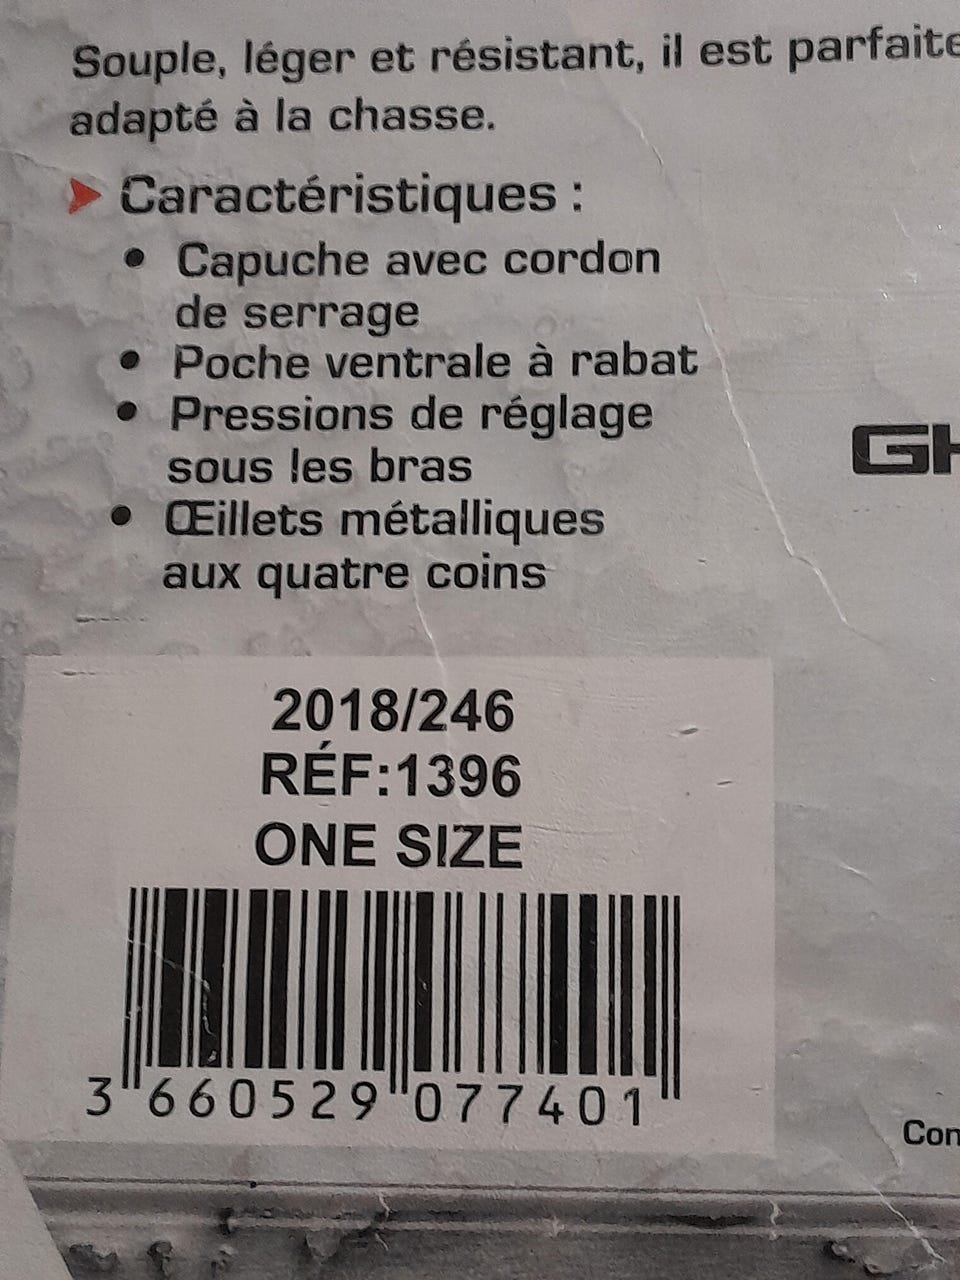 Souple, léger et résistant, il est parfaite
adapté à la chasse.
Caractéristiques :
• Capuche avec cordon
de serrage
• Poche ventrale à rabat
• Pressions de réglage
sous les bras
• Œillets métalliques
aux quatre coins
GH
2018/246
RÉF:1396
ONE SIZE
3 660529 077401
Con